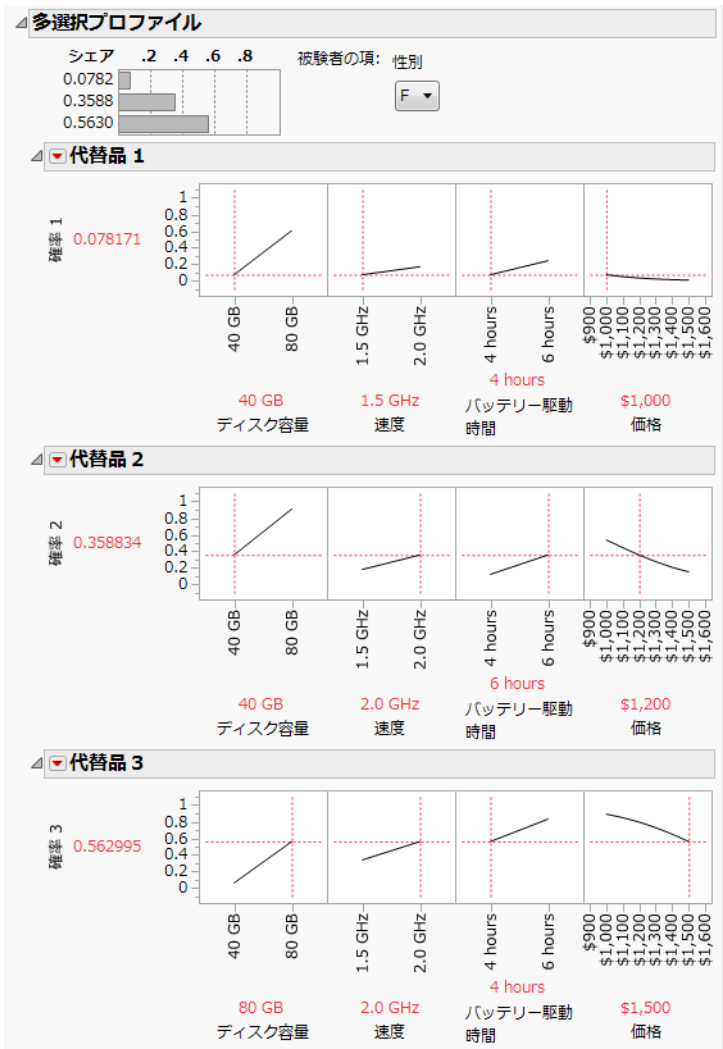 多選択プロファイル
シェア .2 .4 .6 .8
被験者の項: 性別
0.0782
0.3588
0.5630
F
代替品 1
確率 1
0.078171
1
0.8
0.6
0.4
0.2
0
40 GB
80 GB
1.5 GHz
2.0 GHz
4 hours
6 hours
$900
$1,000
$1,100
$1,200
$1,300
$1,400
$1,500
$1,600
40 GB
ディスク容量
1.5 GHz
速度
4 hours
バッテリー駆動
時間
$1,000
価格
代替品 2
確率 2
0.358834
1
0.8
0.6
0.4
0.2
0
40 GB
80 GB
1.5 GHz
2.0 GHz
4 hours
6 hours
$900
$1,000
$1,100
$1,200
$1,300
$1,400
$1,500
$1,600
40 GB
ディスク容量
2.0 GHz
速度
6 hours
バッテリー駆動
時間
$1,200
価格
代替品 3
確率 3
0.562995
1
0.8
0.6
0.4
0.2
0
40 GB
80 GB
1.5 GHz
2.0 GHz
4 hours
6 hours
$900
$1,000
$1,100
$1,200
$1,300
$1,400
$1,500
$1,600
80 GB
ディスク容量
2.0 GHz
速度
4 hours
バッテリー駆動
時間
$1,500
価格